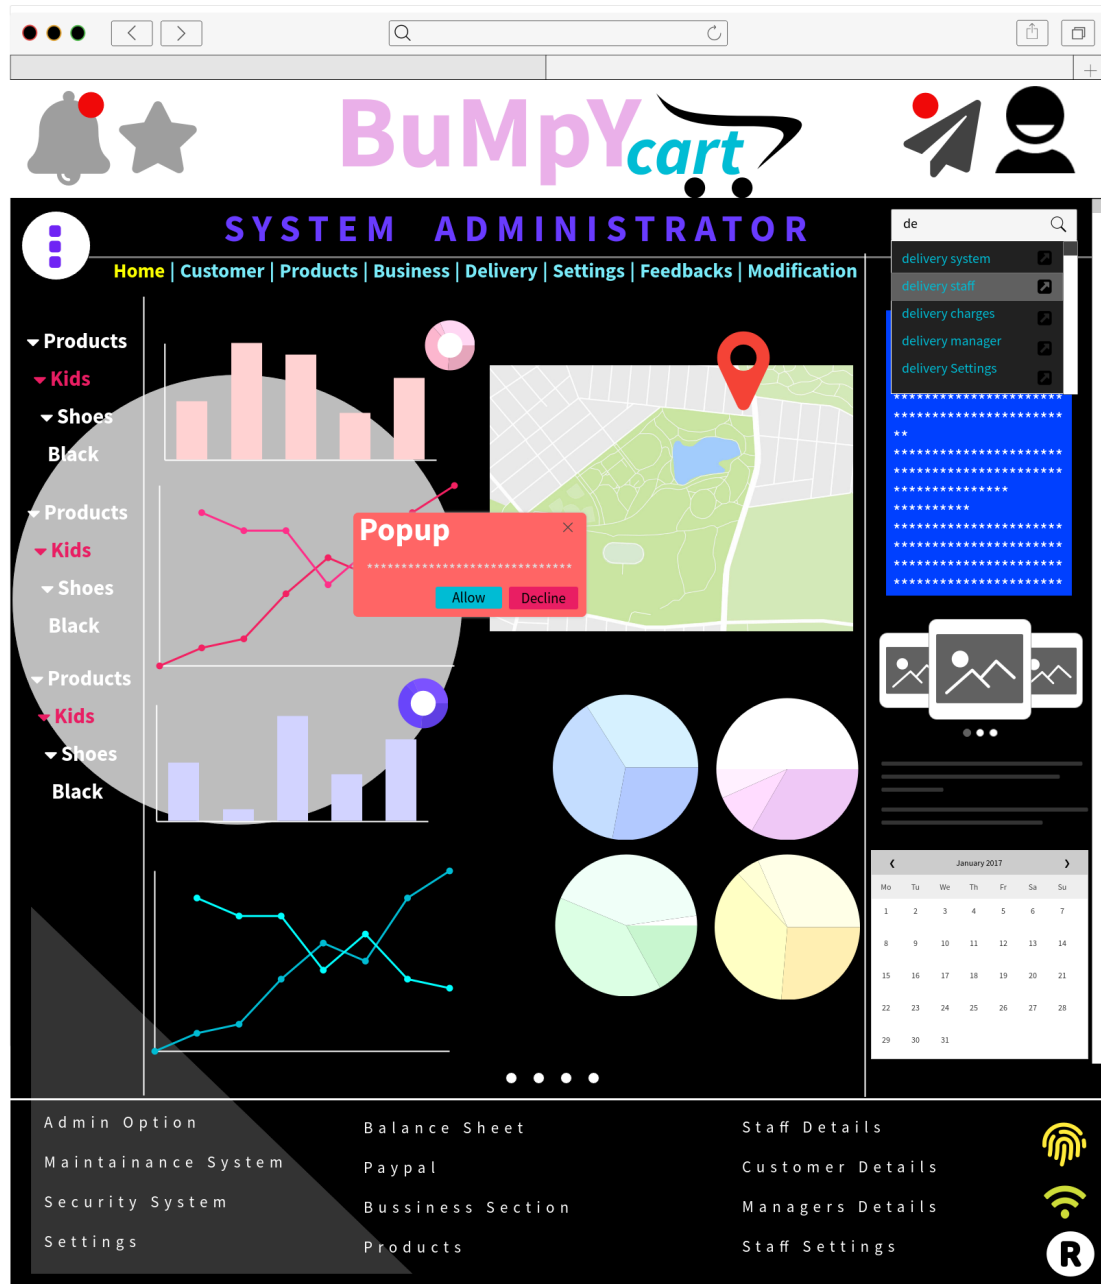 BuMpY
cart
SYSTEM ADMINISTRATOR
de
Home | Customer | Products | Business | Delivery | Settings | Feedbacks | Modification
delivery system
delivery staff
delivery charges
delivery manager
delivery Settings
Products
Kids
Shoes
Black
Products
Kids
Shoes
Black
Products
Kids
Shoes
Black
***********************
***********************
**
***********************
***********************
***************
**********
***********************
***********************
***********************
***********************
Popup
******************************
Allow
Decline
January 2017
Mo Tu We Th Fr Sa Su
1 2 3 4 5 6 7
8 9 10 11 12 13 14
15 16 17 18 19 20 21
22 23 24 25 26 27 28
29 30 31
Admin Option
Maintainance System
Security System
Settings
Balance Sheet
Paypal
Bussiness Section
Products
Staff Details
Customer Details
Managers Details
Staff Settings
R